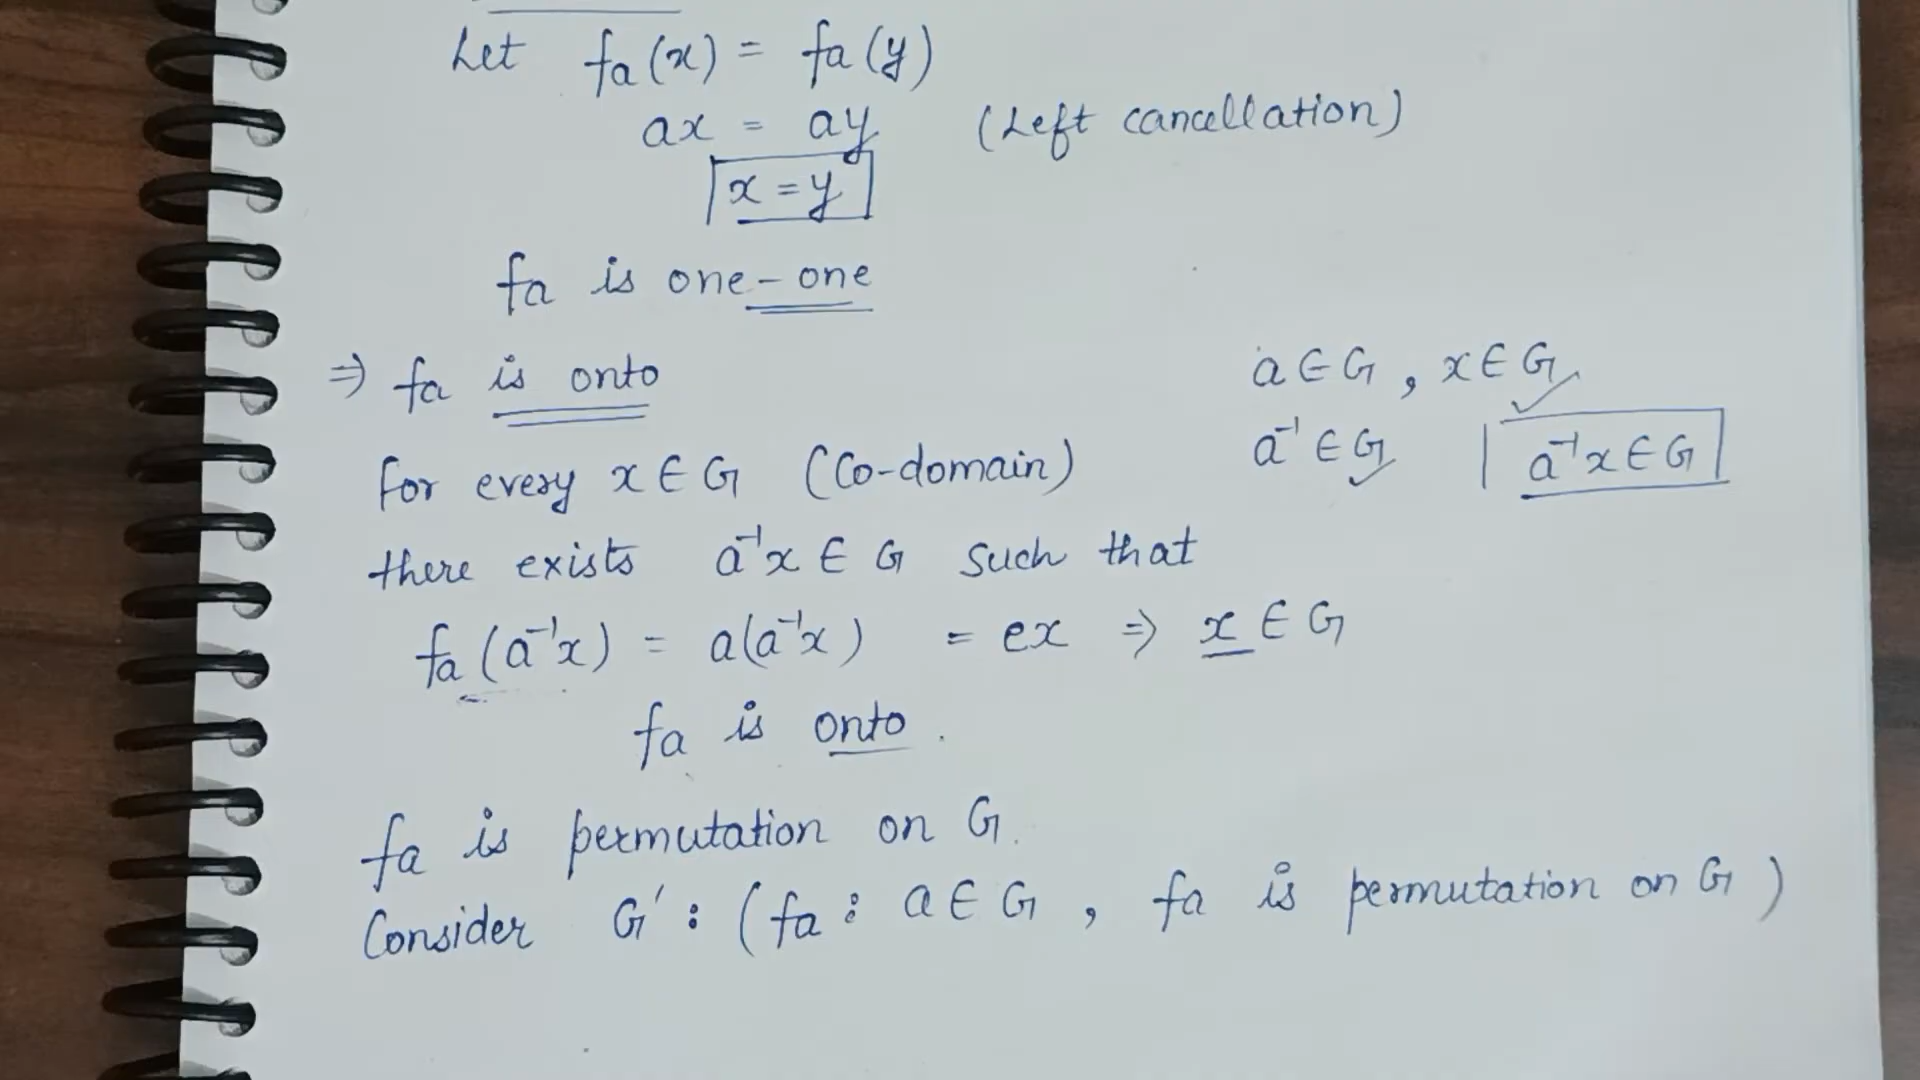 Let fa(x) = fa(y)
ax = ay (Left cancellation)
x = y
fa is one-one
⇒ fa is onto
a ∈ G, x ∈ G
a⁻¹ ∈ G a⁻¹x ∈ G
for every x ∈ G (Co-domain)
there exists a⁻¹x ∈ G such that
fa(a⁻¹x) = a(a⁻¹x) = ex ⇒ x ∈ G
fa is onto.
fa is permutation on G.
Consider G' : (fa : a ∈ G, fa is permutation on G)